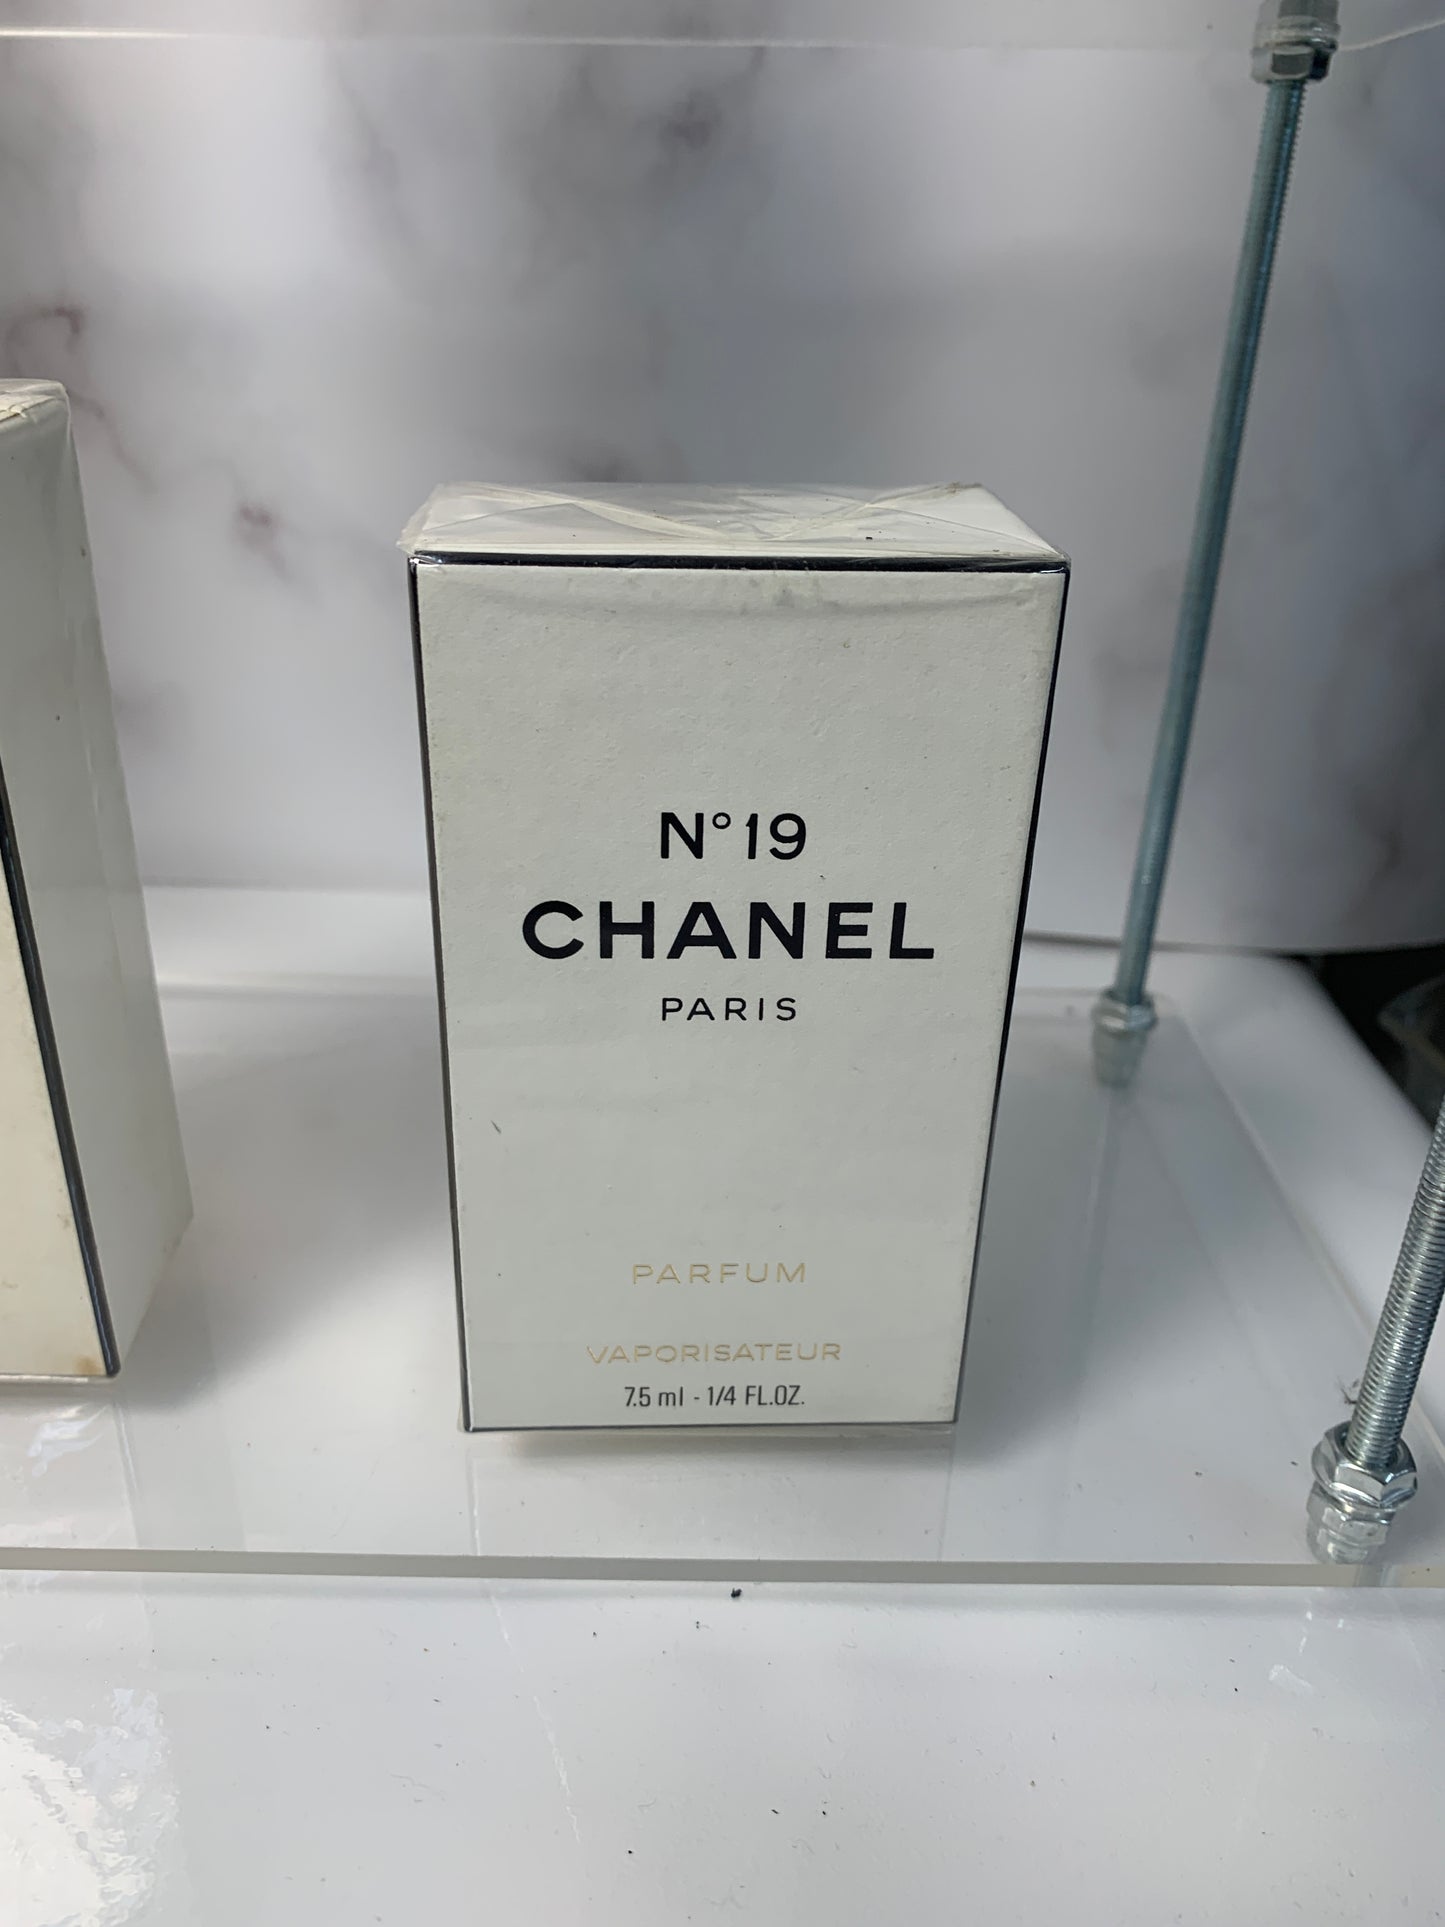 N° 19
CHANEL
PARIS
PARFUM
VAPORISATEUR
7.5 ml - 1/4 FL.OZ.